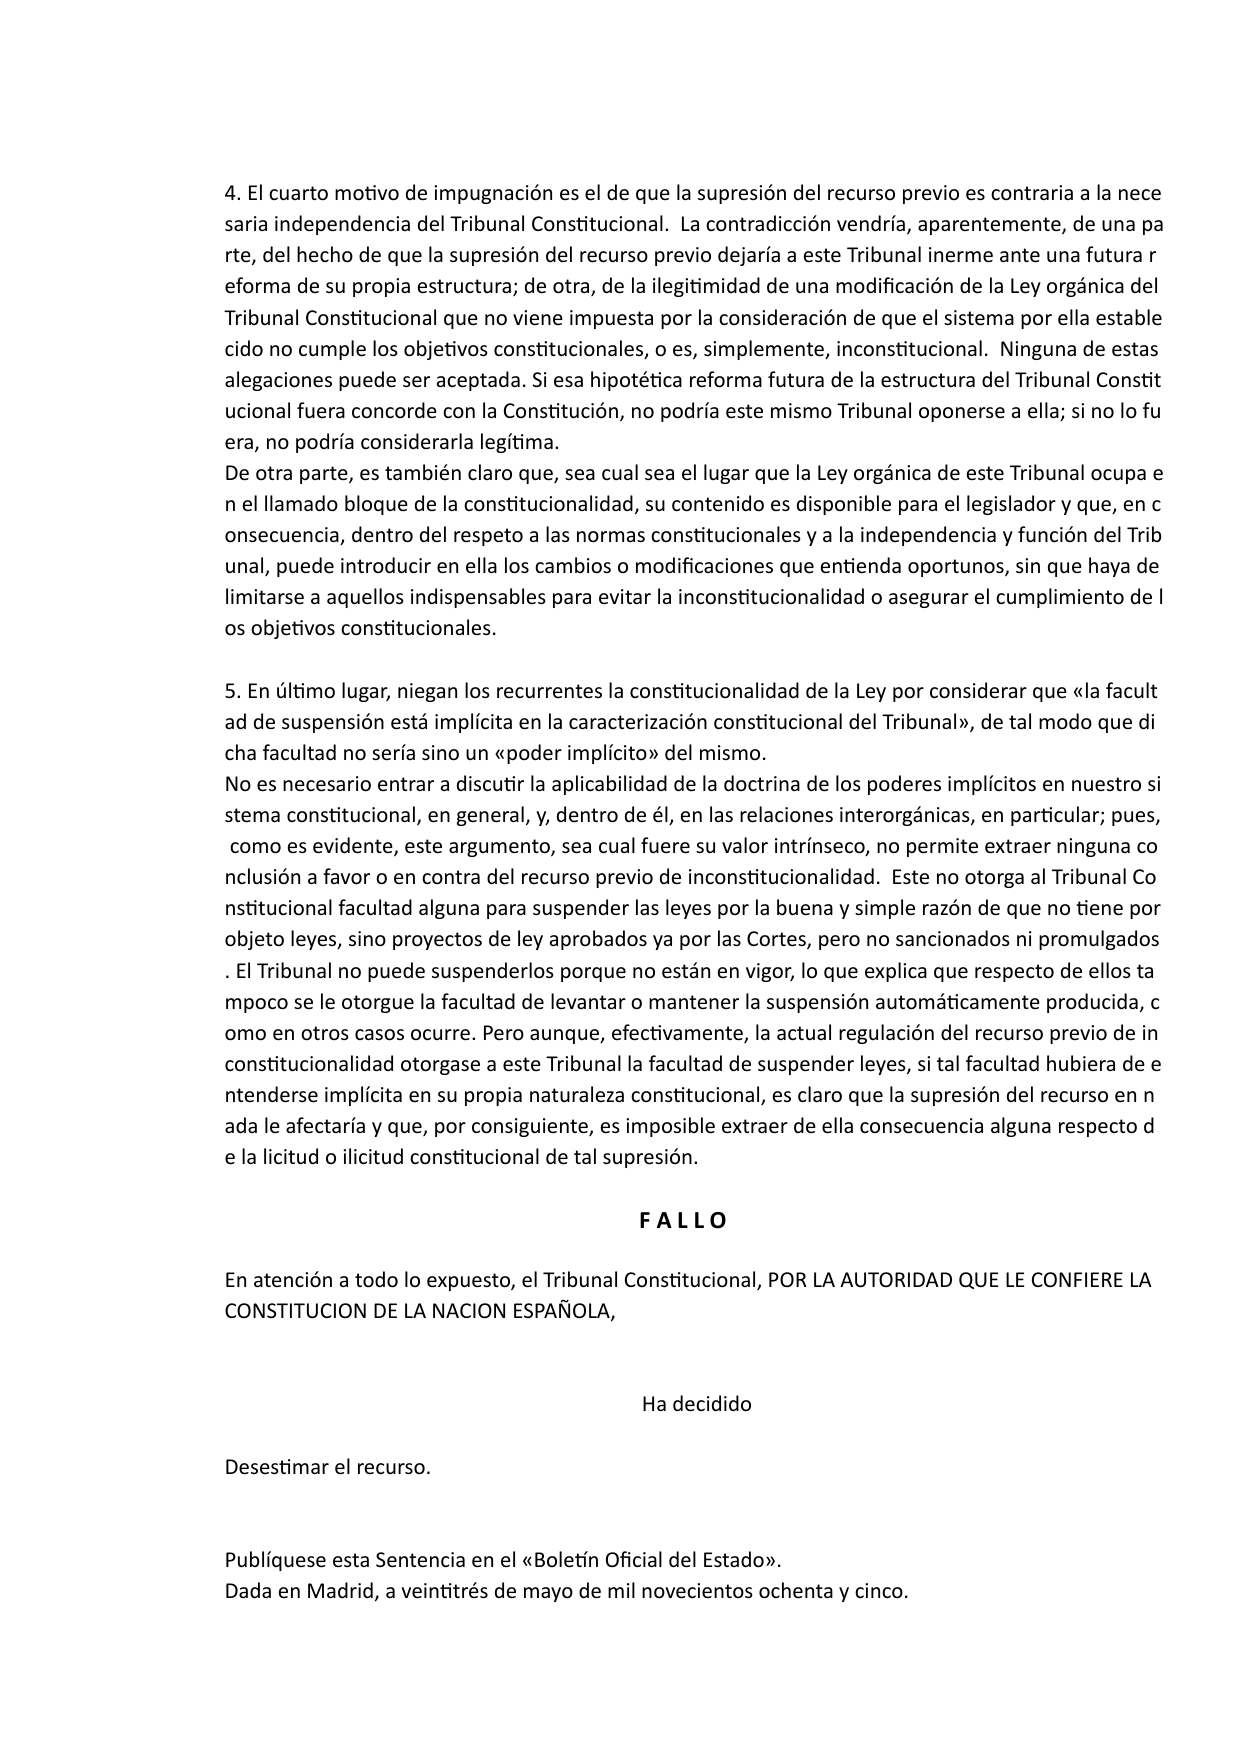 4. El cuarto motivo de impugnación es el de que la supresión del recurso previo es contraria a la nece
saria independencia del Tribunal Constitucional.  La contradicción vendría, aparentemente, de una pa
rte, del hecho de que la supresión del recurso previo dejaría a este Tribunal inerme ante una futura r
eforma de su propia estructura; de otra, de la ilegitimidad de una modificación de la Ley orgánica del
Tribunal Constitucional que no viene impuesta por la consideración de que el sistema por ella estable
cido no cumple los objetivos constitucionales, o es, simplemente, inconstitucional.  Ninguna de estas
alegaciones puede ser aceptada. Si esa hipotética reforma futura de la estructura del Tribunal Constit
ucional fuera concorde con la Constitución, no podría este mismo Tribunal oponerse a ella; si no lo fu
era, no podría considerarla legítima.
De otra parte, es también claro que, sea cual sea el lugar que la Ley orgánica de este Tribunal ocupa e
n el llamado bloque de la constitucionalidad, su contenido es disponible para el legislador y que, en c
onsecuencia, dentro del respeto a las normas constitucionales y a la independencia y función del Trib
unal, puede introducir en ella los cambios o modificaciones que entienda oportunos, sin que haya de
limitarse a aquellos indispensables para evitar la inconstitucionalidad o asegurar el cumplimiento de l
os objetivos constitucionales.
5. En último lugar, niegan los recurrentes la constitucionalidad de la Ley por considerar que «la facult
ad de suspensión está implícita en la caracterización constitucional del Tribunal», de tal modo que di
cha facultad no sería sino un «poder implícito» del mismo.
No es necesario entrar a discutir la aplicabilidad de la doctrina de los poderes implícitos en nuestro si
stema constitucional, en general, y, dentro de él, en las relaciones interorgánicas, en particular; pues,
como es evidente, este argumento, sea cual fuere su valor intrínseco, no permite extraer ninguna co
nclusión a favor o en contra del recurso previo de inconstitucionalidad.  Este no otorga al Tribunal Co
nstitucional facultad alguna para suspender las leyes por la buena y simple razón de que no tiene por
objeto leyes, sino proyectos de ley aprobados ya por las Cortes, pero no sancionados ni promulgados
. El Tribunal no puede suspenderlos porque no están en vigor, lo que explica que respecto de ellos ta
mpoco se le otorgue la facultad de levantar o mantener la suspensión automáticamente producida, c
omo en otros casos ocurre. Pero aunque, efectivamente, la actual regulación del recurso previo de in
constitucionalidad otorgase a este Tribunal la facultad de suspender leyes, si tal facultad hubiera de e
ntenderse implícita en su propia naturaleza constitucional, es claro que la supresión del recurso en n
ada le afectaría y que, por consiguiente, es imposible extraer de ella consecuencia alguna respecto d
e la licitud o ilicitud constitucional de tal supresión.
F A L L O
En atención a todo lo expuesto, el Tribunal Constitucional, POR LA AUTORIDAD QUE LE CONFIERE LA
CONSTITUCION DE LA NACION ESPAÑOLA,
Ha decidido
Desestimar el recurso.
Publíquese esta Sentencia en el «Boletín Oficial del Estado».
Dada en Madrid, a veintitrés de mayo de mil novecientos ochenta y cinco.